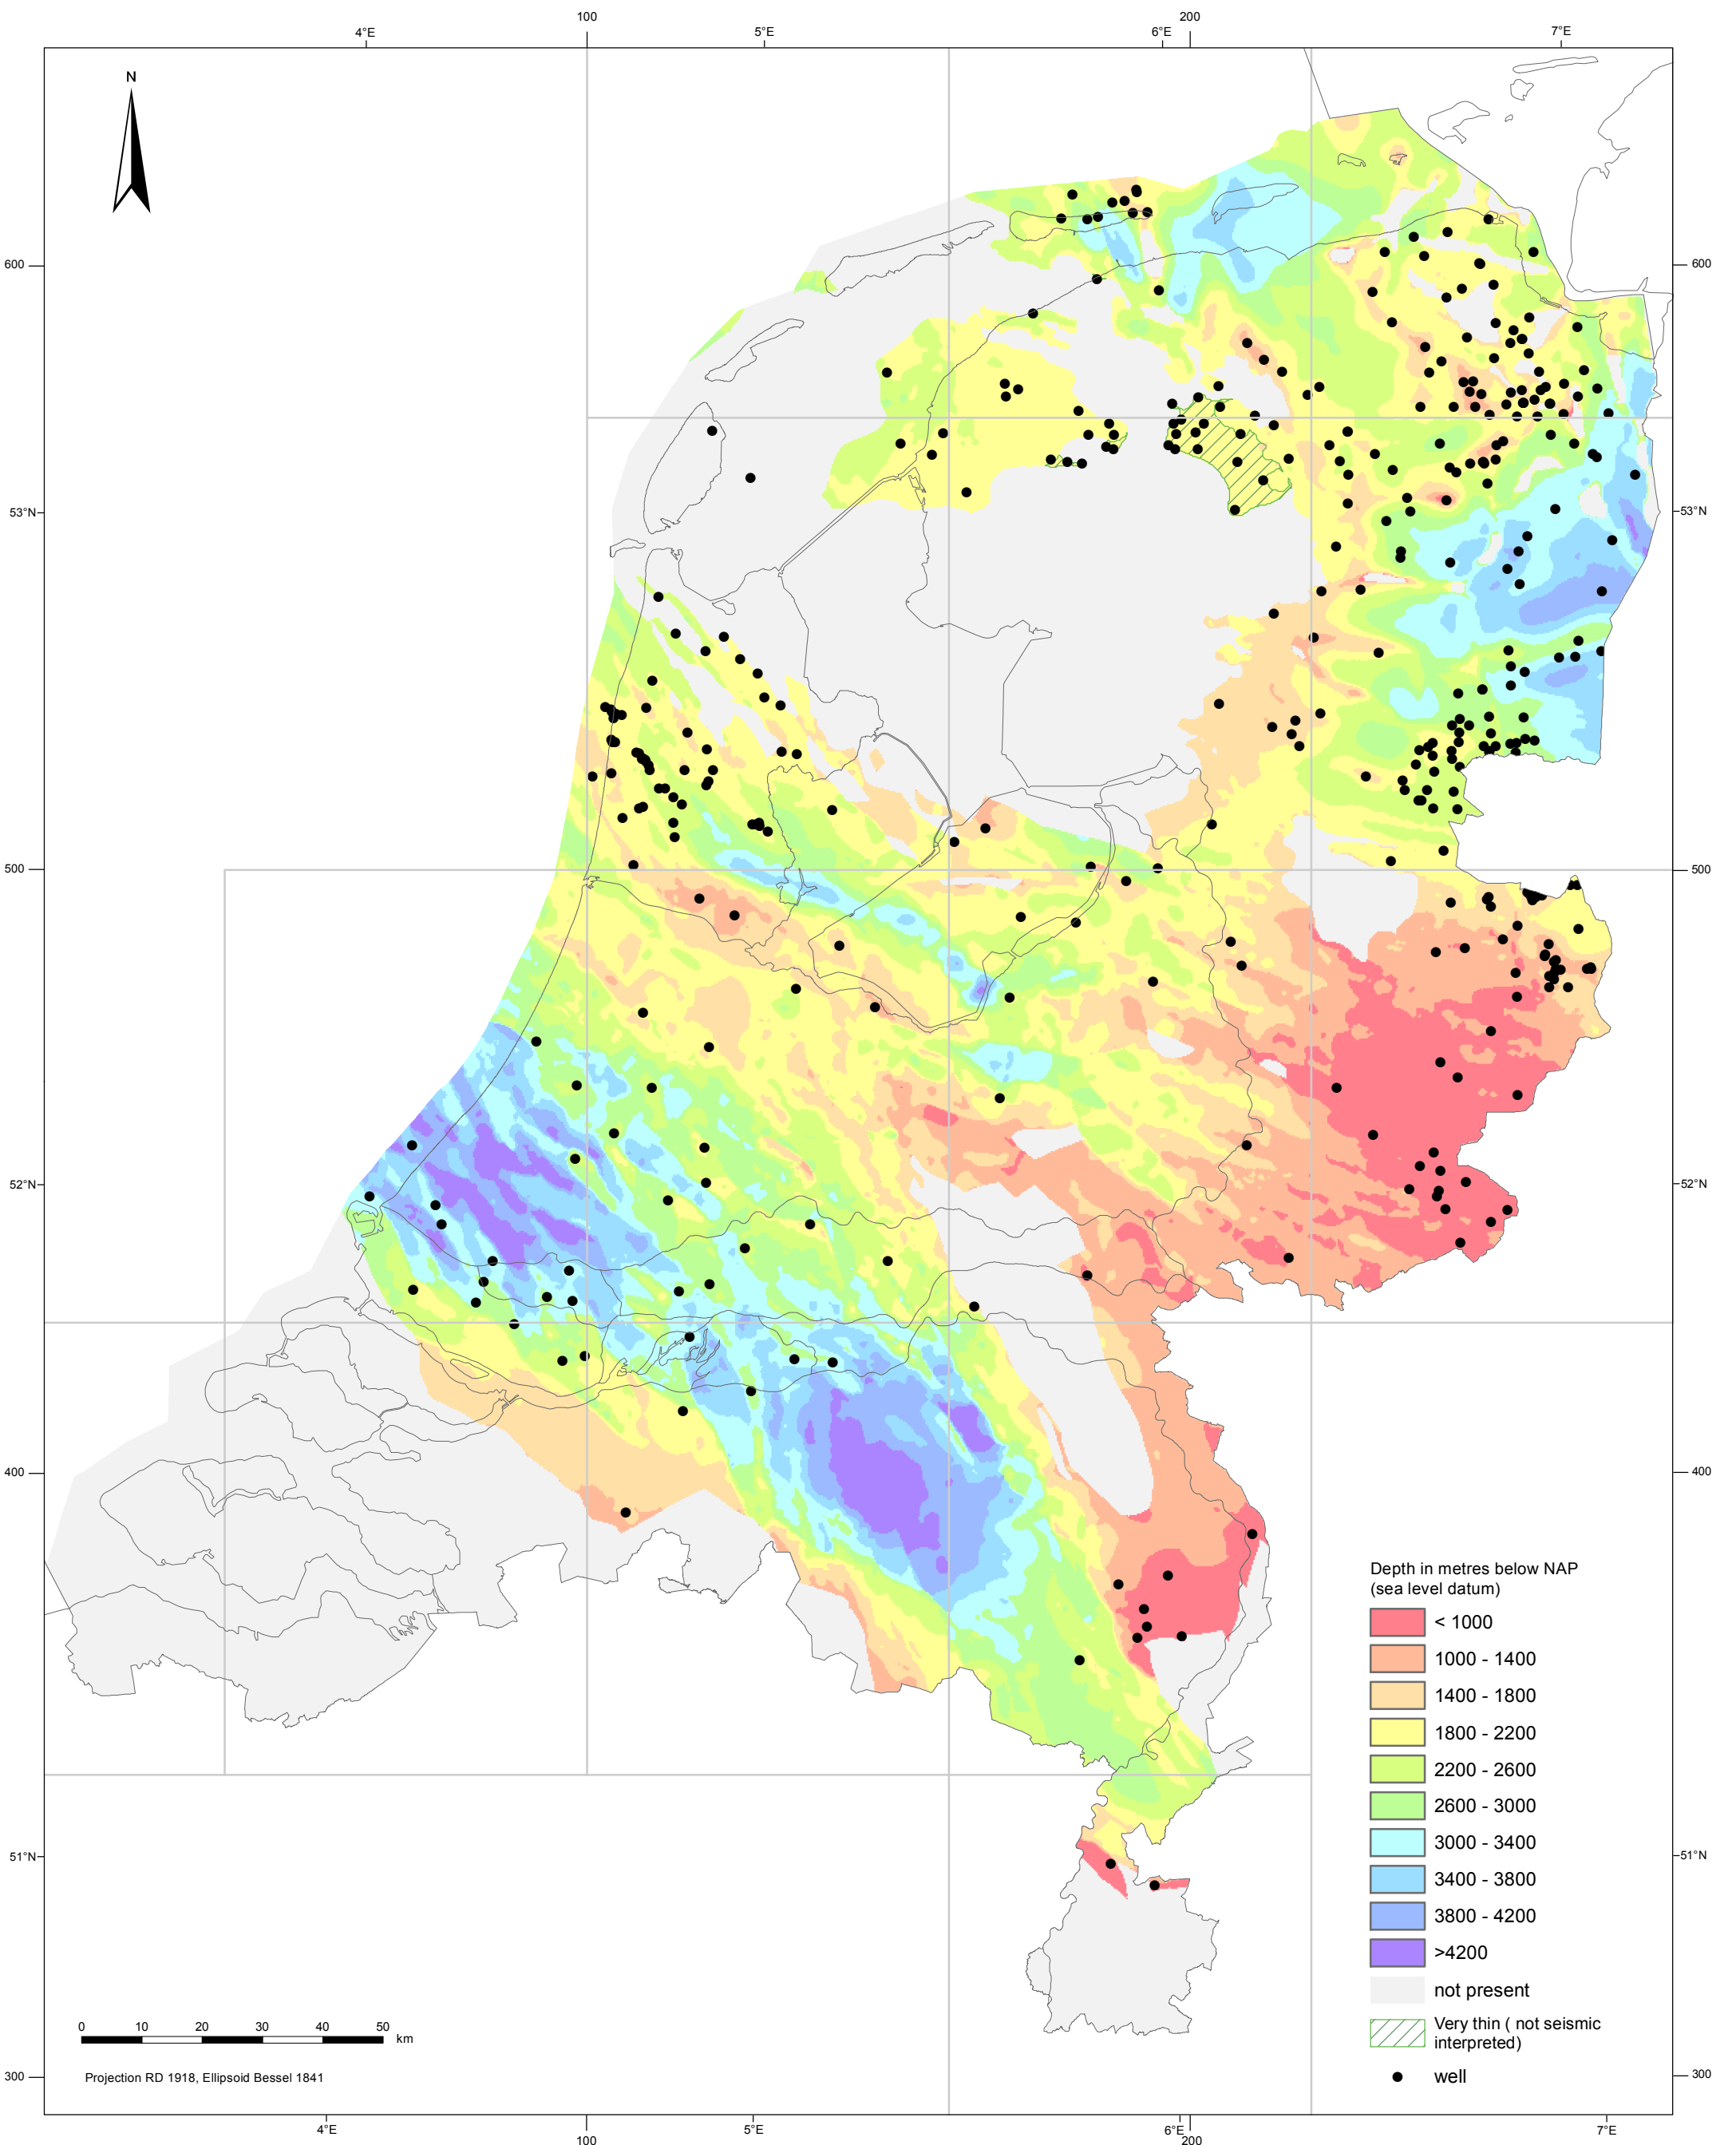 100
200
4°E
5°E
6°E
7°E
N
600
600
53°N
53°N
500
500
52°N
52°N
400
400
Depth in metres below NAP
(sea level datum)
< 1000
1000 - 1400
1400 - 1800
1800 - 2200
2200 - 2600
2600 - 3000
3000 - 3400
3400 - 3800
3800 - 4200
>4200
not present
Very thin ( not seismic
interpreted)
well
51°N
51°N
0 10 20 30 40 50
km
Projection RD 1918, Ellipsoid Bessel 1841
300
300
4°E
5°E
6°E
7°E
100
200